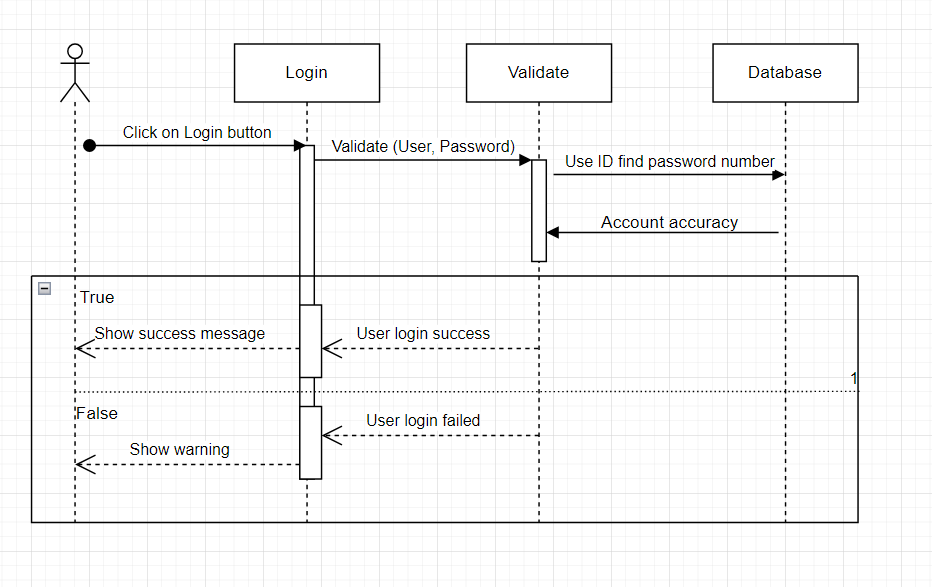 Login
Validate
Database
Click on Login button
Validate (User, Password)
Use ID find password number
Account accuracy
True
Show success message
User login success
1
False
User login failed
Show warning